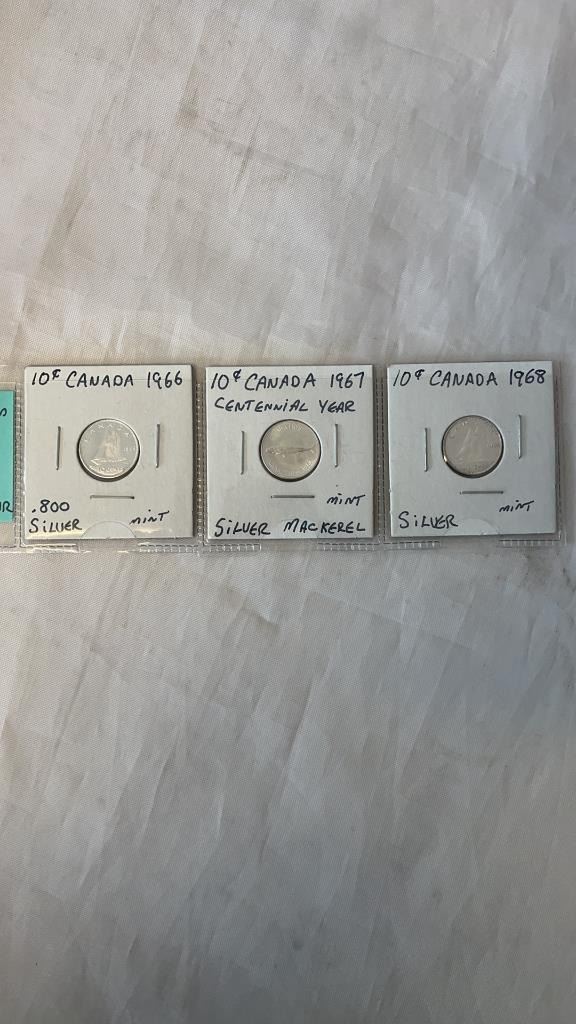 10¢ CANADA 1966
.800
SILVER MINT
10¢ CANADA 1967
CENTENNIAL YEAR
MINT
SILVER MACKEREL
10¢ CANADA 1968
SILVER MINT